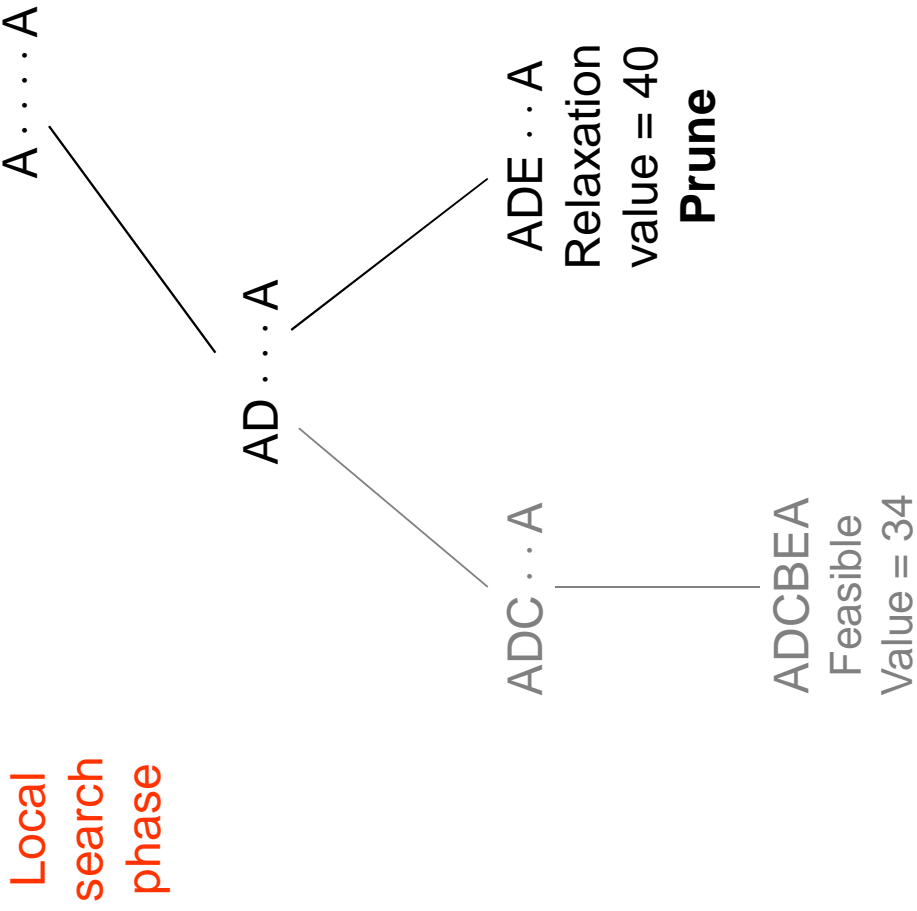 Local
search
phase
A · · · · A
AD · · · A
ADC · · A
ADCBEA
Feasible
Value = 34
ADE · · A
Relaxation
value = 40
Prune